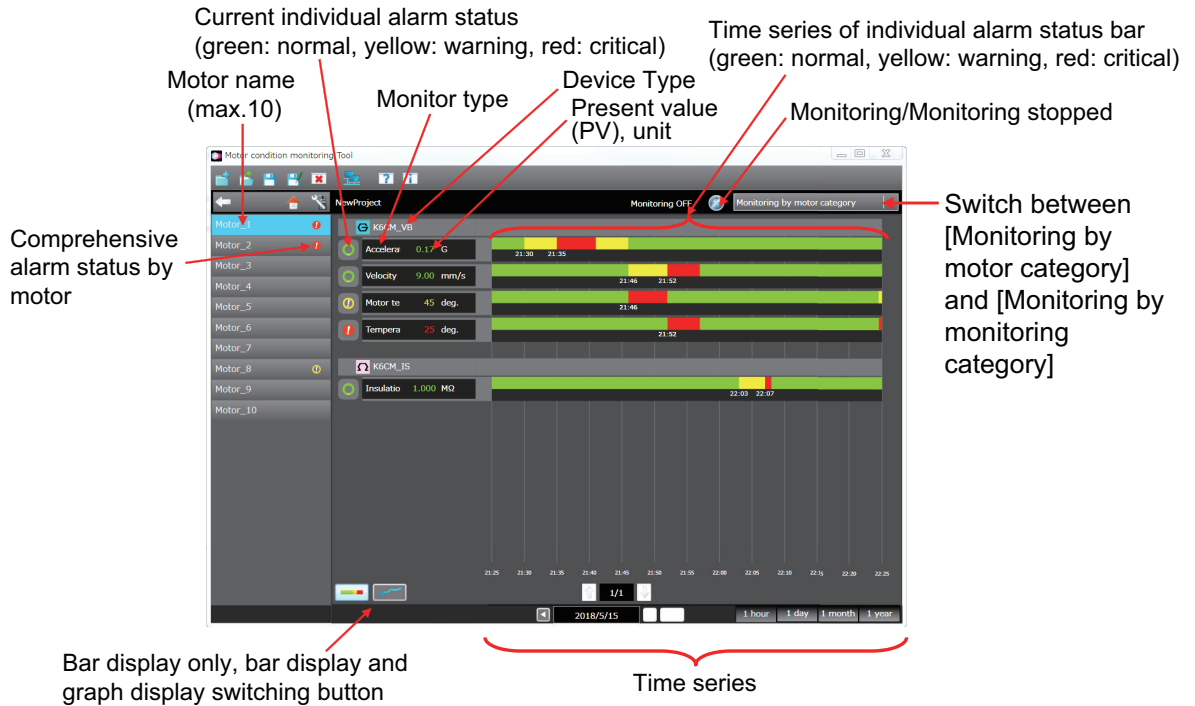 Current individual alarm status
(green: normal, yellow: warning, red: critical)
Time series of individual alarm status bar
(green: normal, yellow: warning, red: critical)
Motor name
(max.10)
Monitor type
Device Type
Present value
(PV), unit
Monitoring/Monitoring stopped
Motor condition monitoring Tool
NewProject
Monitoring OFF
Monitoring by motor category
Switch between
[Monitoring by
motor category]
and [Monitoring by
monitoring
category]
Comprehensive
alarm status by
motor
Motor_1
Motor_2
Motor_3
Motor_4
Motor_5
Motor_6
Motor_7
Motor_8
Motor_9
Motor_10
K6CM_VB
Accelera 0.17 G
21:30 21:35
Velocity 9.00 mm/s
21:46 21:52
Motor te 45 deg.
21:46
Tempera 25 deg.
21:52
Ω K6CM_IS
Insulatio 1.000 MΩ
22:03 22:07
21:25 21:30 21:35 21:40 21:45 21:50 21:55 22:00 22:05 22:10 22:15 22:20 22:25
1/1
2018/5/15
1 hour 1 day 1 month 1 year
Bar display only, bar display and
graph display switching button
Time series